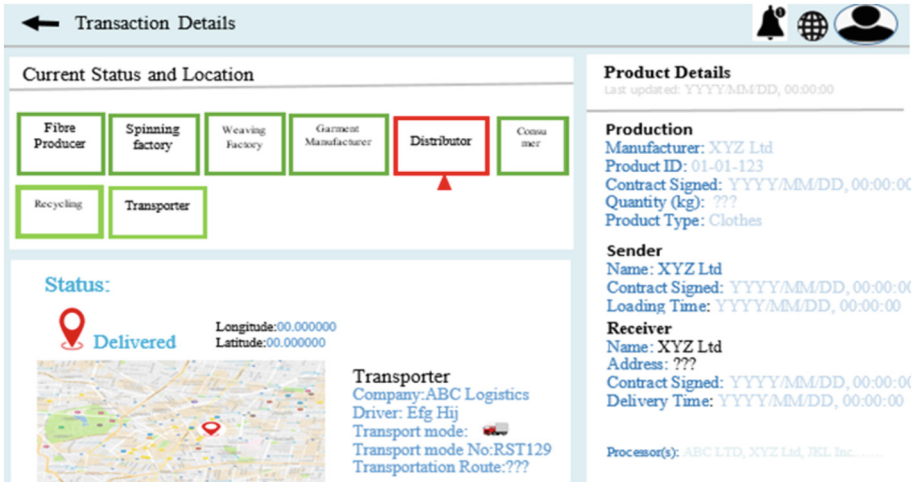 Transaction Details
Current Status and Location
Fibre Producer
Spinning factory
Weaving Factory
Garment Manufacturer
Distributor
Consu
mer
Recycling
Transporter
Status:
Delivered
Longitude:00.000000
Latitude:00.000000
Transporter
Company:ABC Logistics
Driver: Efg Hij
Transport mode:
Transport mode No:RST129
Transportation Route:???
Product Details
Last updated: YYYY/MM/DD, 00:00:00
Production
Manufacturer: XYZ Ltd
Product ID: 01-01-123
Contract Signed: YYYY/MM/DD, 00:00:00
Quantity (kg): ???
Product Type: Clothes
Sender
Name: XYZ Ltd
Contract Signed: YYYY/MM/DD, 00:00:00
Loading Time: YYYY/MM/DD, 00:00:00
Receiver
Name: XYZ Ltd
Address: ???
Contract Signed: YYYY/MM/DD, 00:00:00
Delivery Time: YYYY/MM/DD, 00:00:00
Processor(s): ABC LTD, XYZ Ltd, JKL Inc........